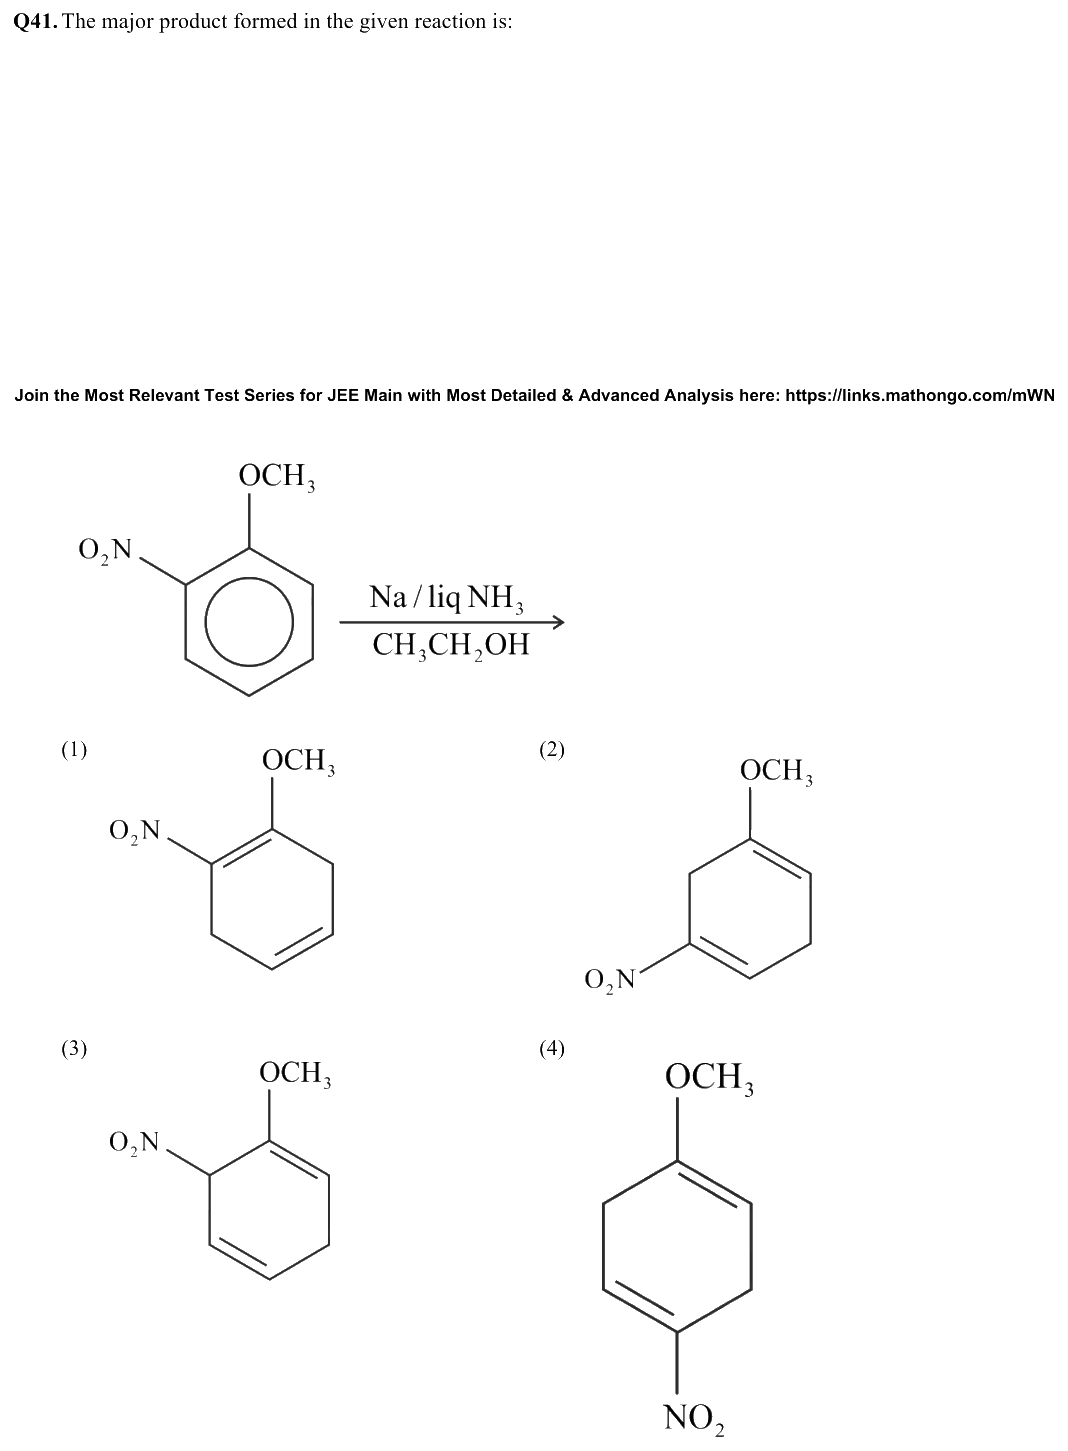 Q41. The major product formed in the given reaction is:
Join the Most Relevant Test Series for JEE Main with Most Detailed & Advanced Analysis here: https://links.mathongo.com/mWN
OCH₃
O₂N
Na / liq NH₃
CH₃CH₂OH
(1)
OCH₃
O₂N
(2)
OCH₃
O₂N
(3)
OCH₃
O₂N
(4)
OCH₃
NO₂